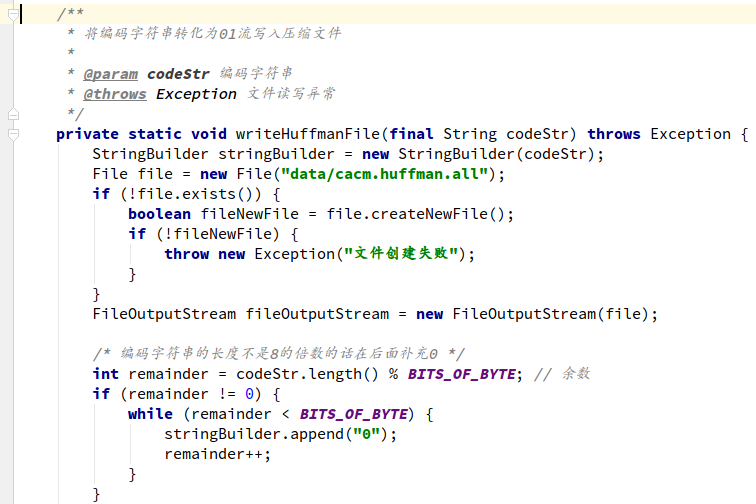 /**
 * 将编码字符串转化为01流写入压缩文件
 *
 * @param codeStr 编码字符串
 * @throws Exception 文件读写异常
 */
private static void writeHuffmanFile(final String codeStr) throws Exception {
    StringBuilder stringBuilder = new StringBuilder(codeStr);
    File file = new File("data/cacm.huffman.all");
    if (!file.exists()) {
        boolean fileNewFile = file.createNewFile();
        if (!fileNewFile) {
            throw new Exception("文件创建失败");
        }
    }
    FileOutputStream fileOutputStream = new FileOutputStream(file);

    /* 编码字符串的长度不是8的倍数的话在后面补充0 */
    int remainder = codeStr.length() % BITS_OF_BYTE; // 余数
    if (remainder != 0) {
        while (remainder < BITS_OF_BYTE) {
            stringBuilder.append("0");
            remainder++;
        }
    }